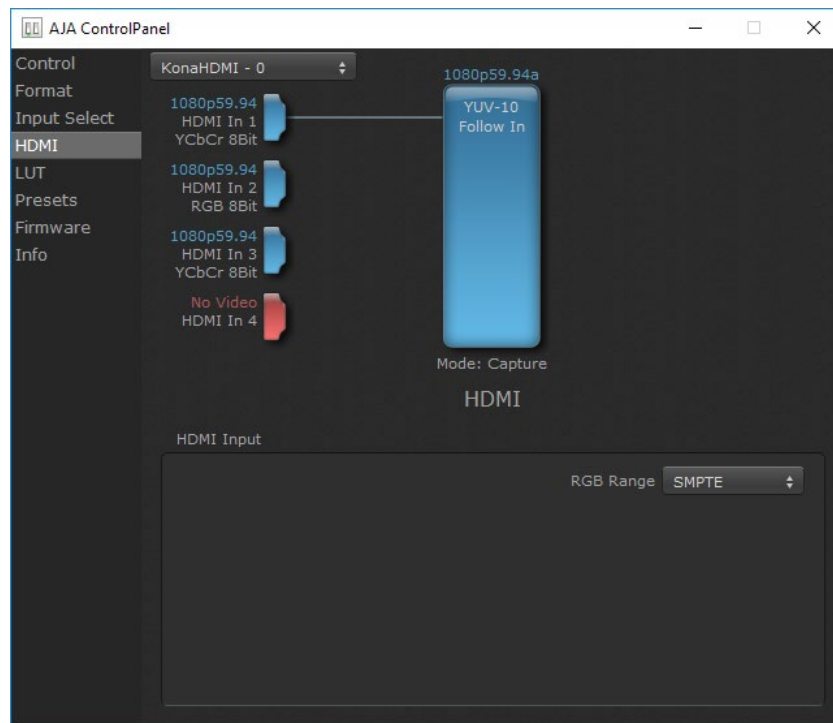 AJA ControlPanel
Control
Format
Input Select
HDMI
LUT
Presets
Firmware
Info
KonaHDMI - 0
1080p59.94
HDMI In 1
YCbCr 8Bit
1080p59.94
HDMI In 2
RGB 8Bit
1080p59.94
HDMI In 3
YCbCr 8Bit
No Video
HDMI In 4
1080p59.94a
YUV-10
Follow In
Mode: Capture
HDMI
HDMI Input
RGB Range SMPTE